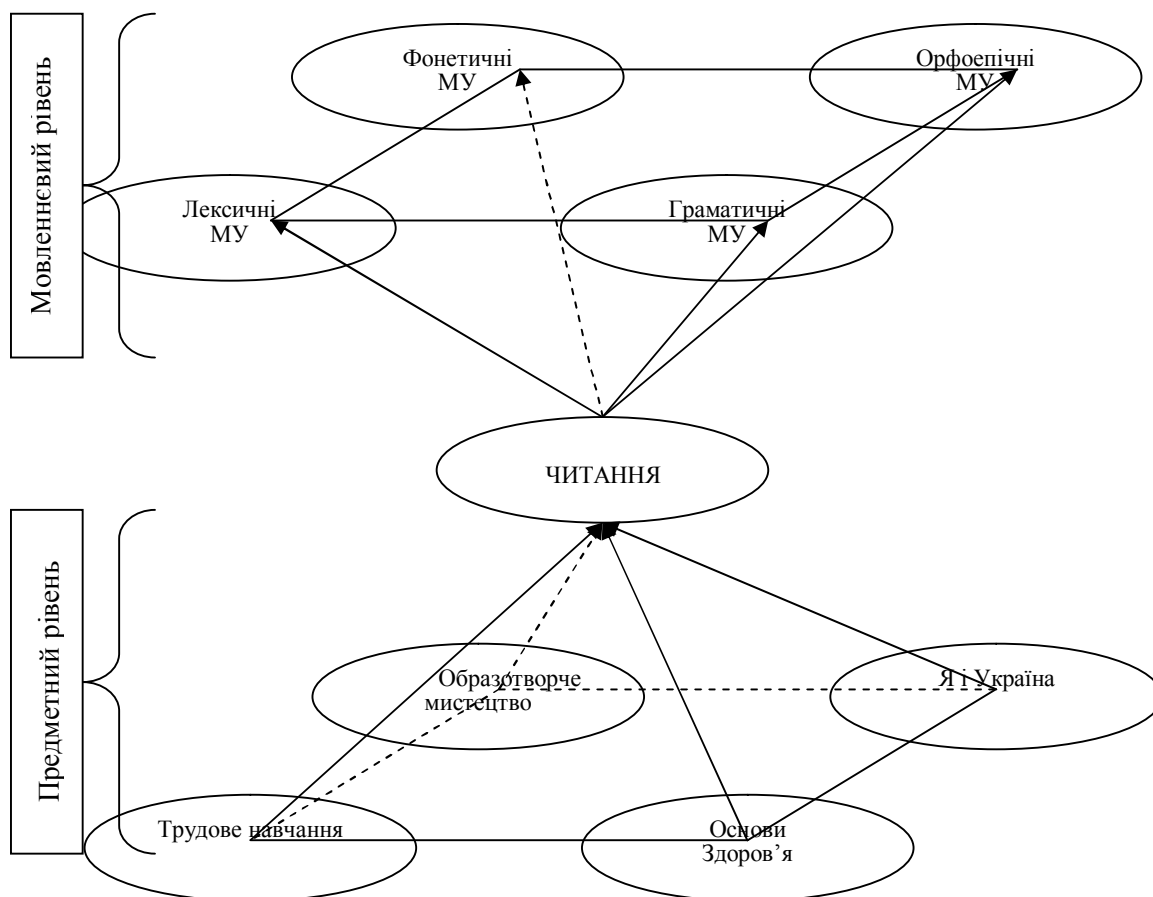 Мовленнєвий рівень
Фонетичні
МУ
Орфоепічні
МУ
Лексичні
МУ
Граматичні
МУ
ЧИТАННЯ
Предметний рівень
Образотворче
мистецтво
Я і Україна
Трудове навчання
Основи
Здоров’я